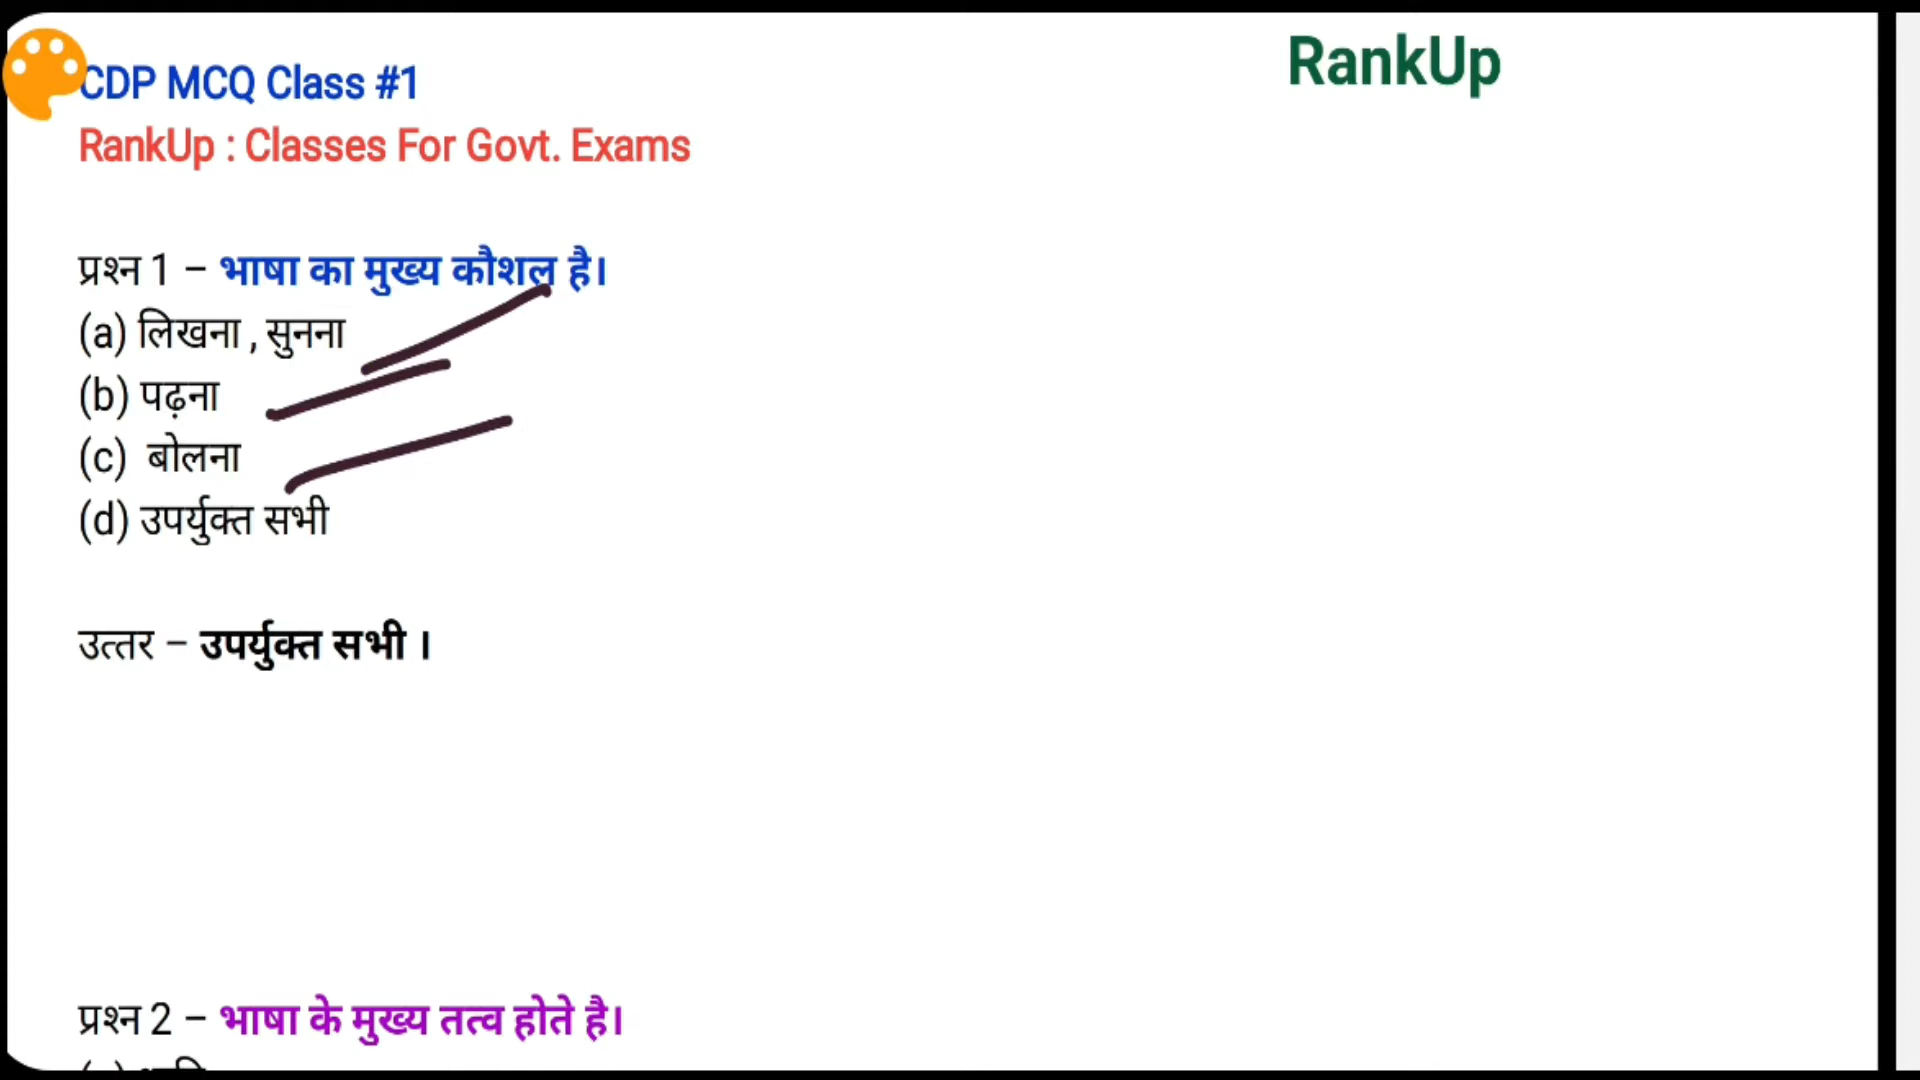 RankUp
CDP MCQ Class #1
RankUp : Classes For Govt. Exams
प्रश्न 1 – भाषा का मुख्य कौशल है।
(a) लिखना , सुनना
(b) पढ़ना
(c) बोलना
(d) उपर्युक्त सभी
उत्तर – उपर्युक्त सभी ।
प्रश्न 2 – भाषा के मुख्य तत्व होते है।